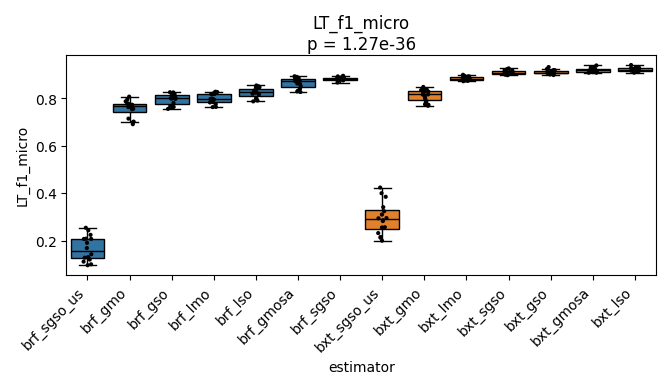 LT_f1_micro
p = 1.27e-36
LT_f1_micro
0.8
0.6
0.4
0.2
brf_sgso_us
brf_gmo
brf_gso
brf_lmo
brf_lso
brf_gmosa
brf_sgso
bxt_sgso_us
bxt_gmo
bxt_lmo
bxt_sgso
bxt_gso
bxt_gmosa
bxt_lso
estimator